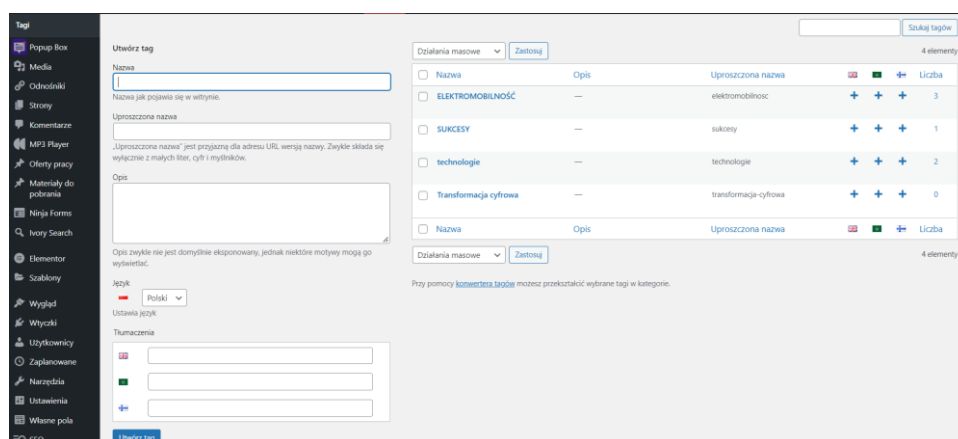 Tagi
Popup Box
Media
Odnośniki
Strony
Komentarze
MP3 Player
Oferty pracy
Materiały do
pobrania
Ninja Forms
Ivory Search
Elementor
Szablony
Wygląd
Wtyczki
Użytkownicy
Zaplanowane
Narzędzia
Ustawienia
Własne pola
SEO
Utwórz tag
Nazwa
Nazwa jak pojawia się w witrynie.
Uproszczona nazwa
„Uproszczona nazwa” jest przyjazną dla adresu URL wersją nazwy. Zwykle składa się
wyłącznie z małych liter, cyfr i myślników.
Opis
Opis zwykle nie jest domyślnie eksponowany, jednak niektóre motywy mogą go
wyświetlać.
Język
Polski
Ustawia język
Tłumaczenia
Utwórz tag
Szukaj tagów
Działania masowe Zastosuj 4 elementy
Nazwa Opis Uproszczona nazwa Liczba
ELEKTROMOBILNOŚĆ — elektromobilnosc + + + 3
SUKCESY — sukcesy + + + 1
technologie — technologie + + + 2
Transformacja cyfrowa — transformacja-cyfrowa + + + 0
Nazwa Opis Uproszczona nazwa Liczba
Działania masowe Zastosuj 4 elementy
Przy pomocy konwertera tagów możesz przekształcić wybrane tagi w kategorie.